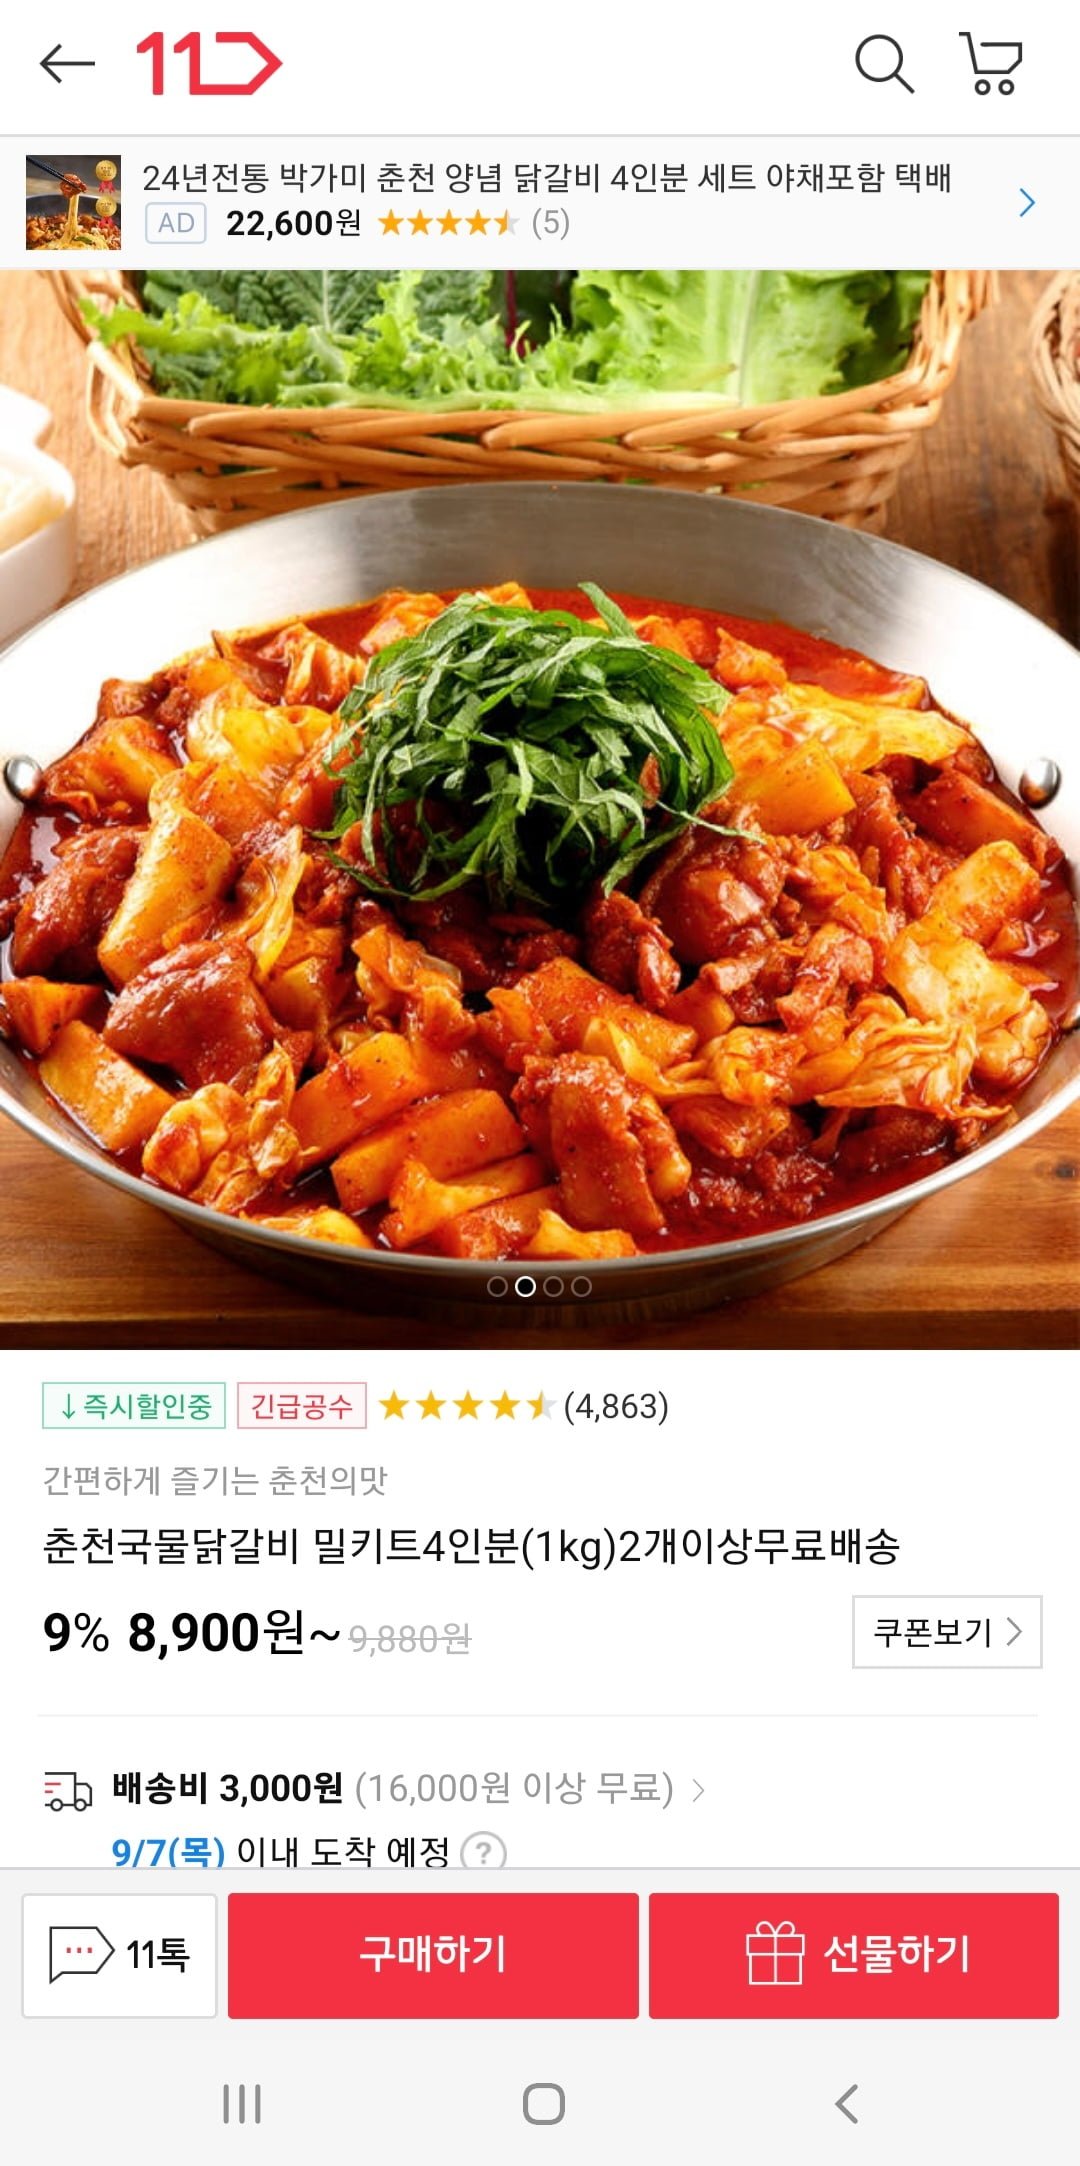 11
24년전통 박가미 춘천 양념 닭갈비 4인분 세트 야채포함 택배
AD 22,600원 (5)
↓즉시할인중 긴급공수 (4,863)
간편하게 즐기는 춘천의맛
춘천국물닭갈비 밀키트4인분(1kg)2개이상무료배송
9% 8,900원~ 9,880원
쿠폰보기
배송비 3,000원 (16,000원 이상 무료)
9/7(목) 이내 도착 예정 ?
11톡 구매하기 선물하기